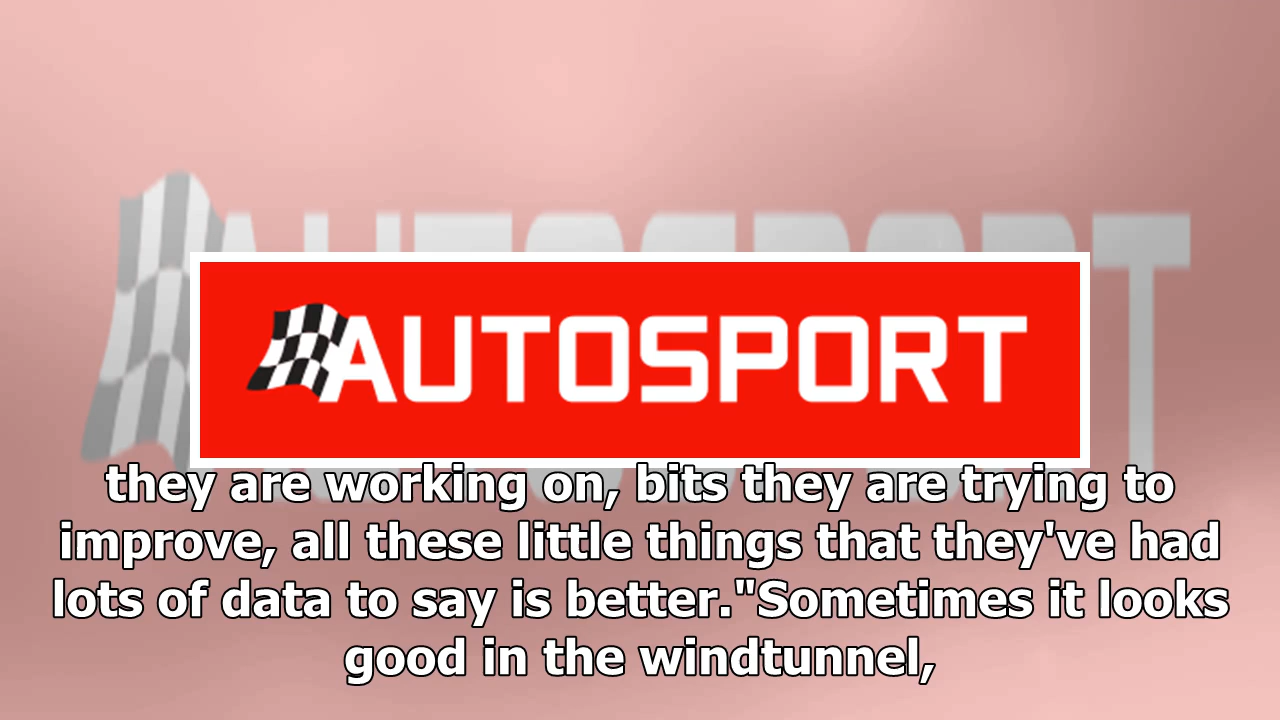 AUTOSPORT
they are working on, bits they are trying to
improve, all these little things that they've had
lots of data to say is better."Sometimes it looks
good in the windtunnel,